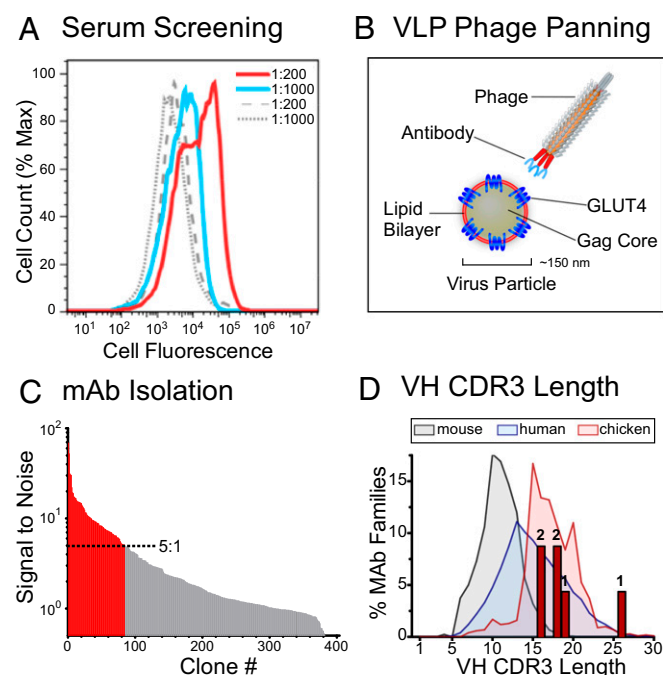 A Serum Screening
100
80
60
40
20
0
Cell Count (% Max)
1:200
1:1000
1:200
1:1000
10¹ 10² 10³ 10⁴ 10⁵ 10⁶ 10⁷
Cell Fluorescence
B VLP Phage Panning
Phage
Antibody
Lipid
Bilayer
GLUT4
Gag Core
~150 nm
Virus Particle
C mAb Isolation
10²
10¹
10⁰
Signal to Noise
5:1
0 100 200 300 400
Clone #
D VH CDR3 Length
mouse human chicken
15
10
5
0
% MAb Families
2 2
1 1
1 5 10 15 20 25 30
VH CDR3 Length